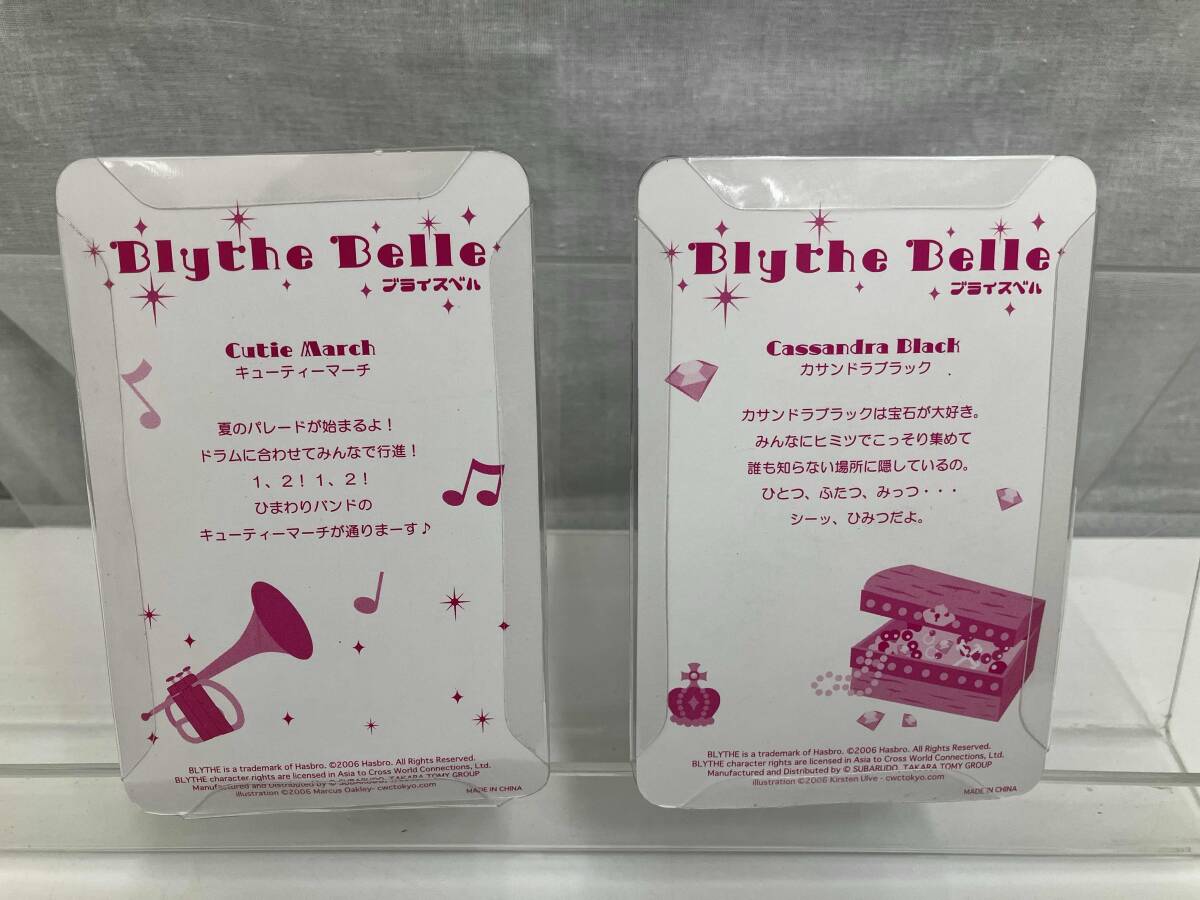 Blythe Belle
ブライスベル
Cutie March
キューティーマーチ
夏のパレードが始まるよ！
ドラムに合わせてみんなで行進！
１、２！１、２！
ひまわりバンドの
キューティーマーチが通りまーす♪
BLYTHE is a trademark of Hasbro. ©2006 Hasbro. All Rights Reserved.
BLYTHE character rights are licensed in Asia to Cross World Connections, Ltd.
Manufactured and Distributed by © SUBARUDO, TAKARA TOMY GROUP
illustration ©2006 Marcus Oakley- cwctokyo.com
MADE IN CHINA
Blythe Belle
ブライスベル
Cassandra Black
カサンドラブラック
カサンドラブラックは宝石が大好き。
みんなにヒミツでこっそり集めて
誰も知らない場所に隠しているの。
ひとつ、ふたつ、みっつ・・・
シーッ、ひみつだよ。
BLYTHE is a trademark of Hasbro. ©2006 Hasbro. All Rights Reserved.
BLYTHE character rights are licensed in Asia to Cross World Connections, Ltd.
Manufactured and Distributed by © SUBARUDO, TAKARA TOMY GROUP
illustration ©2006 Kirsten Ulve - cwctokyo.com
MADE IN CHINA